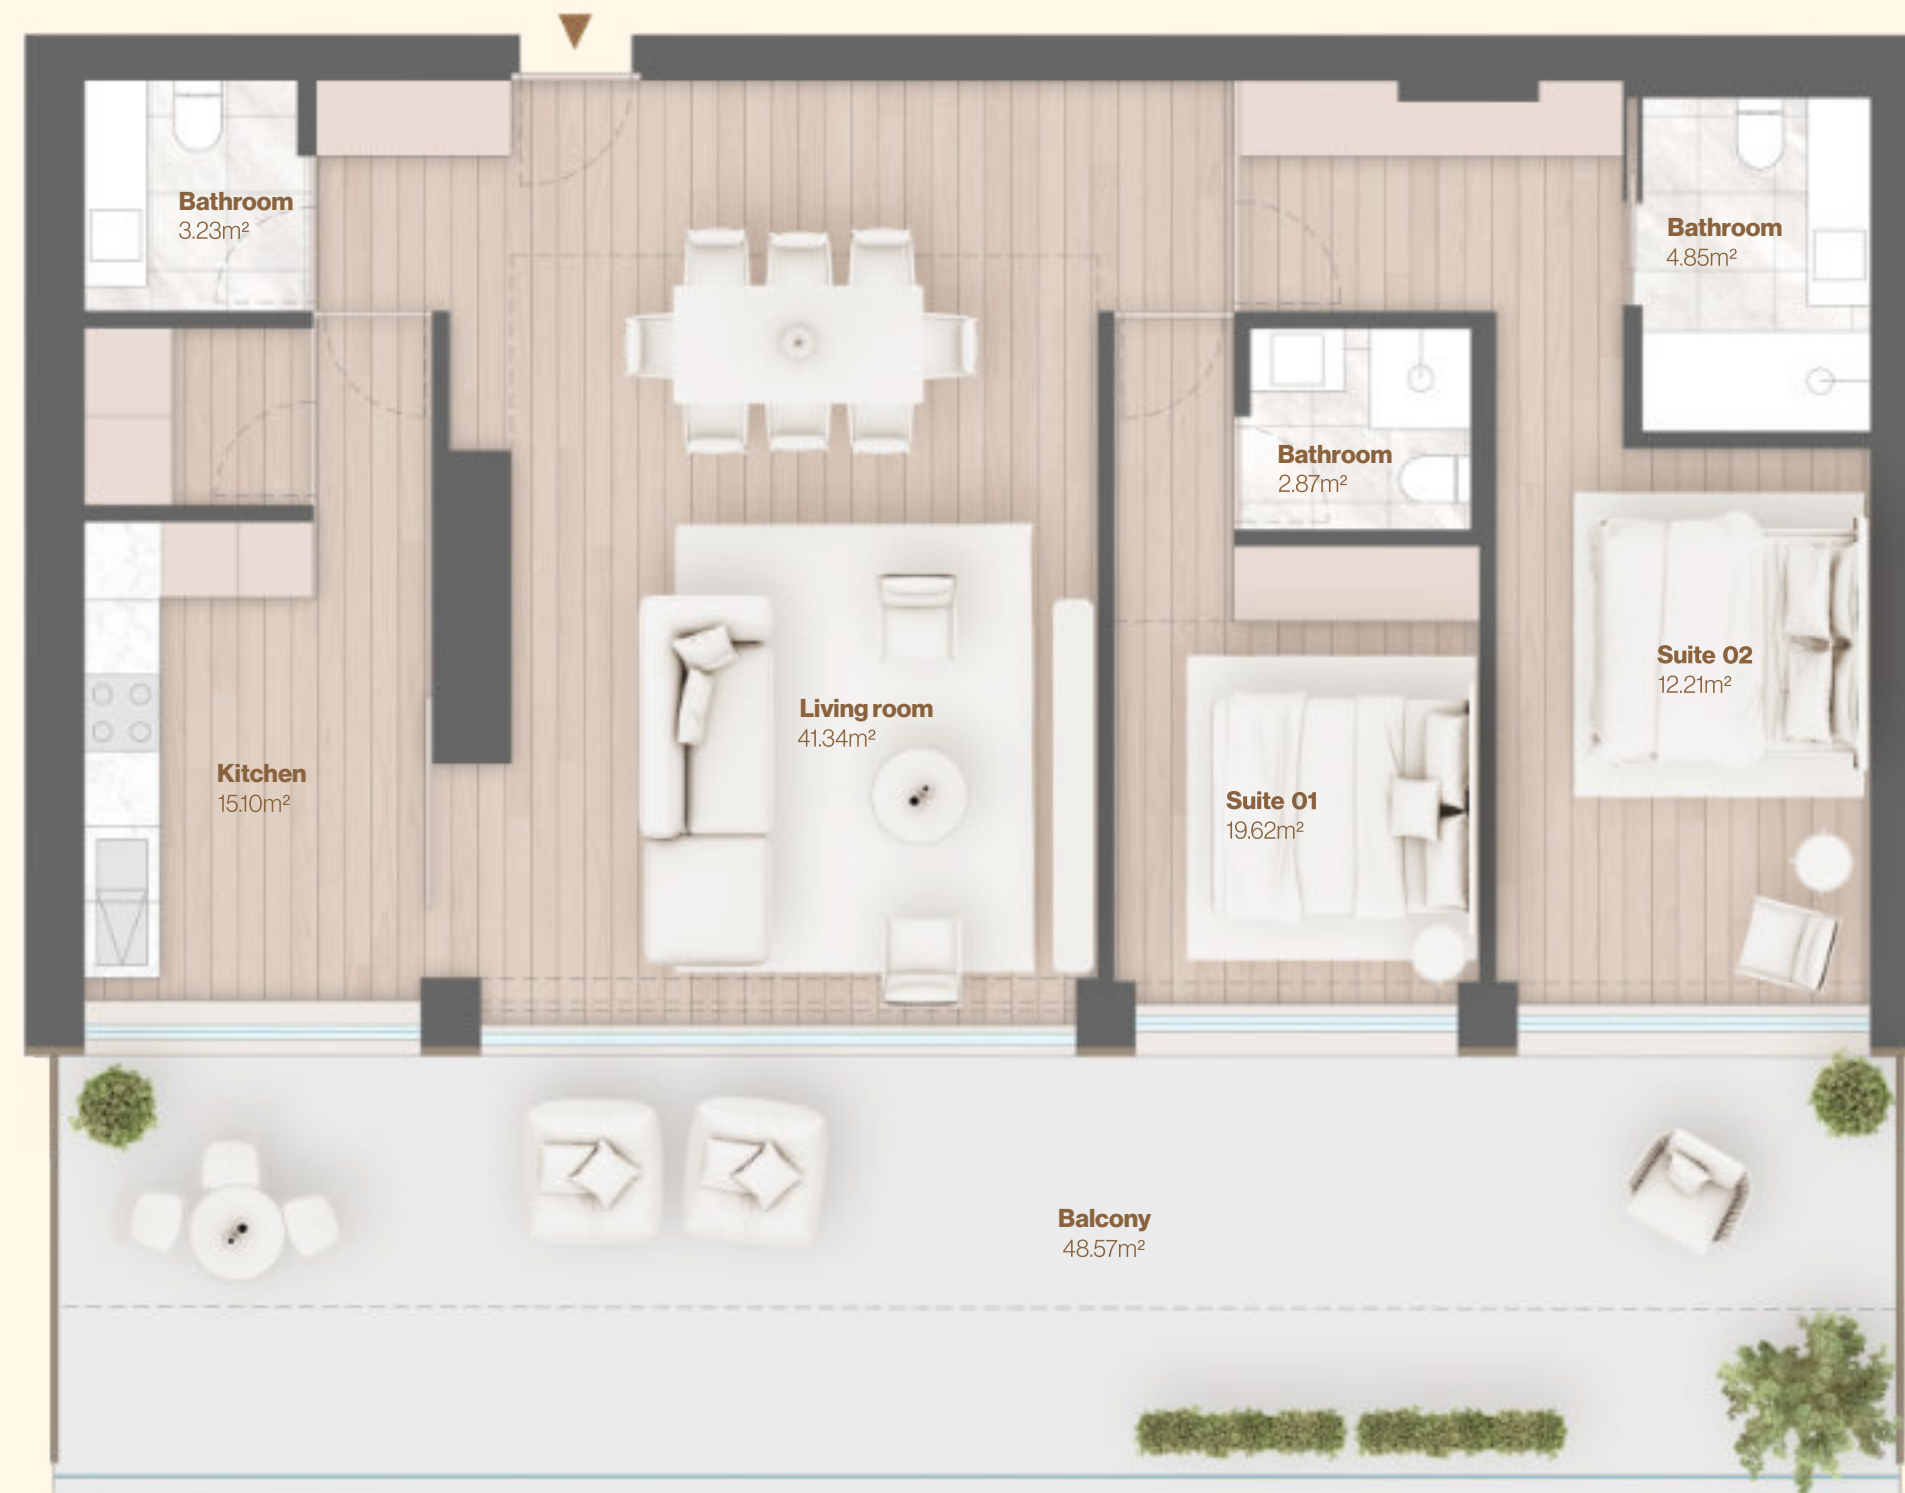 Bathroom
3.23m²
Bathroom
4.85m²
Bathroom
2.87m²
Suite 02
12.21m²
Living room
41.34m²
Kitchen
15.10m²
Suite 01
19.62m²
Balcony
48.57m²